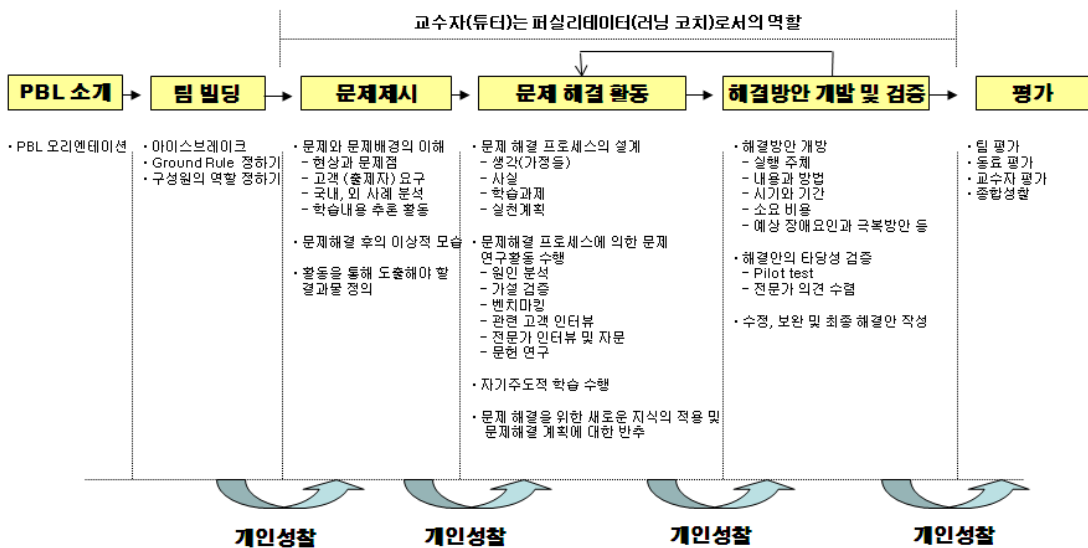 교수자(튜터)는 퍼실리테이터(러닝 코치)로서의 역할
PBL 소개
팀 빌딩
문제제시
문제 해결 활동
해결방안 개발 및 검증
평가
· PBL 오리엔테이션
· 아이스브레이크
· Ground Rule 정하기
· 구성원의 역할 정하기
· 문제와 문제배경의 이해
- 현상과 문제점
- 고객 (출제자) 요구
- 국내, 외 사례 분석
- 학습내용 추론 활동
· 문제해결 후의 이상적 모습
· 활동을 통해 도출해야 할
결과물 정의
· 문제 해결 프로세스의 설계
- 생각(가정등)
- 사실
- 학습과제
- 실천계획
· 문제해결 프로세스에 의한 문제
연구활동 수행
- 원인 분석
- 가설 검증
- 벤치마킹
- 관련 고객 인터뷰
- 전문가 인터뷰 및 자문
- 문헌 연구
· 자기주도적 학습 수행
· 문제 해결을 위한 새로운 지식의 적용 및
문제해결 계획에 대한 반추
· 해결방안 개방
- 실행 주체
- 내용과 방법
- 시기와 기간
- 소요 비용
- 예상 장애요인과 극복방안 등
· 해결안의 타당성 검증
- Pilot test
- 전문가 의견 수렴
· 수정, 보완 및 최종 해결안 작성
· 팀 평가
· 동료 평가
· 교수자 평가
· 종합성찰
개인성찰
개인성찰
개인성찰
개인성찰